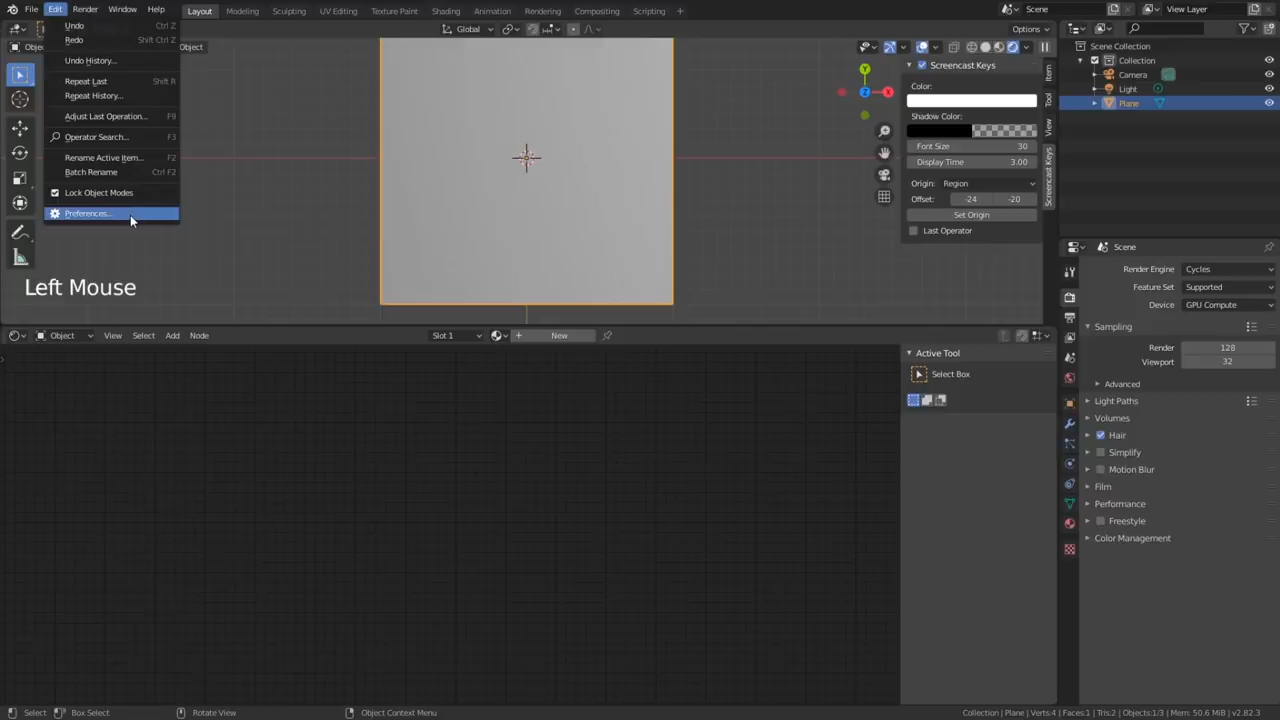 File Edit Render Window Help Layout Modeling Sculpting UV Editing Texture Paint Shading Animation Rendering Compositing Scripting Scene View Layer
Global Options
Undo Ctrl Z
Redo Shift Ctrl Z
Undo History...
Repeat Last Shift R
Repeat History...
Adjust Last Operation... F9
Operator Search... F3
Rename Active Item... F2
Batch Rename Ctrl F2
Lock Object Modes
Preferences...
Object
Left Mouse
Y
Z X
Screencast Keys
Color:
Shadow Color:
Font Size 30
Display Time 3.00
Origin: Region
Offset: -24 -20
Set Origin
Last Operator
Item
Tool
View
Screencast Keys
Scene Collection
Collection
Camera
Light
Plane
Scene
Render Engine Cycles
Feature Set Supported
Device GPU Compute
Sampling
Render 128
Viewport 32
Advanced
Light Paths
Volumes
Hair
Simplify
Motion Blur
Film
Performance
Freestyle
Color Management
Object View Select Add Node Slot 1 New
Active Tool
Select Box
Select Box Select Rotate View Object Context Menu Collection | Plane | Verts:4 | Faces:1 | Tris:2 | Objects:1/3 | Mem: 50.6 MiB | v2.82.3